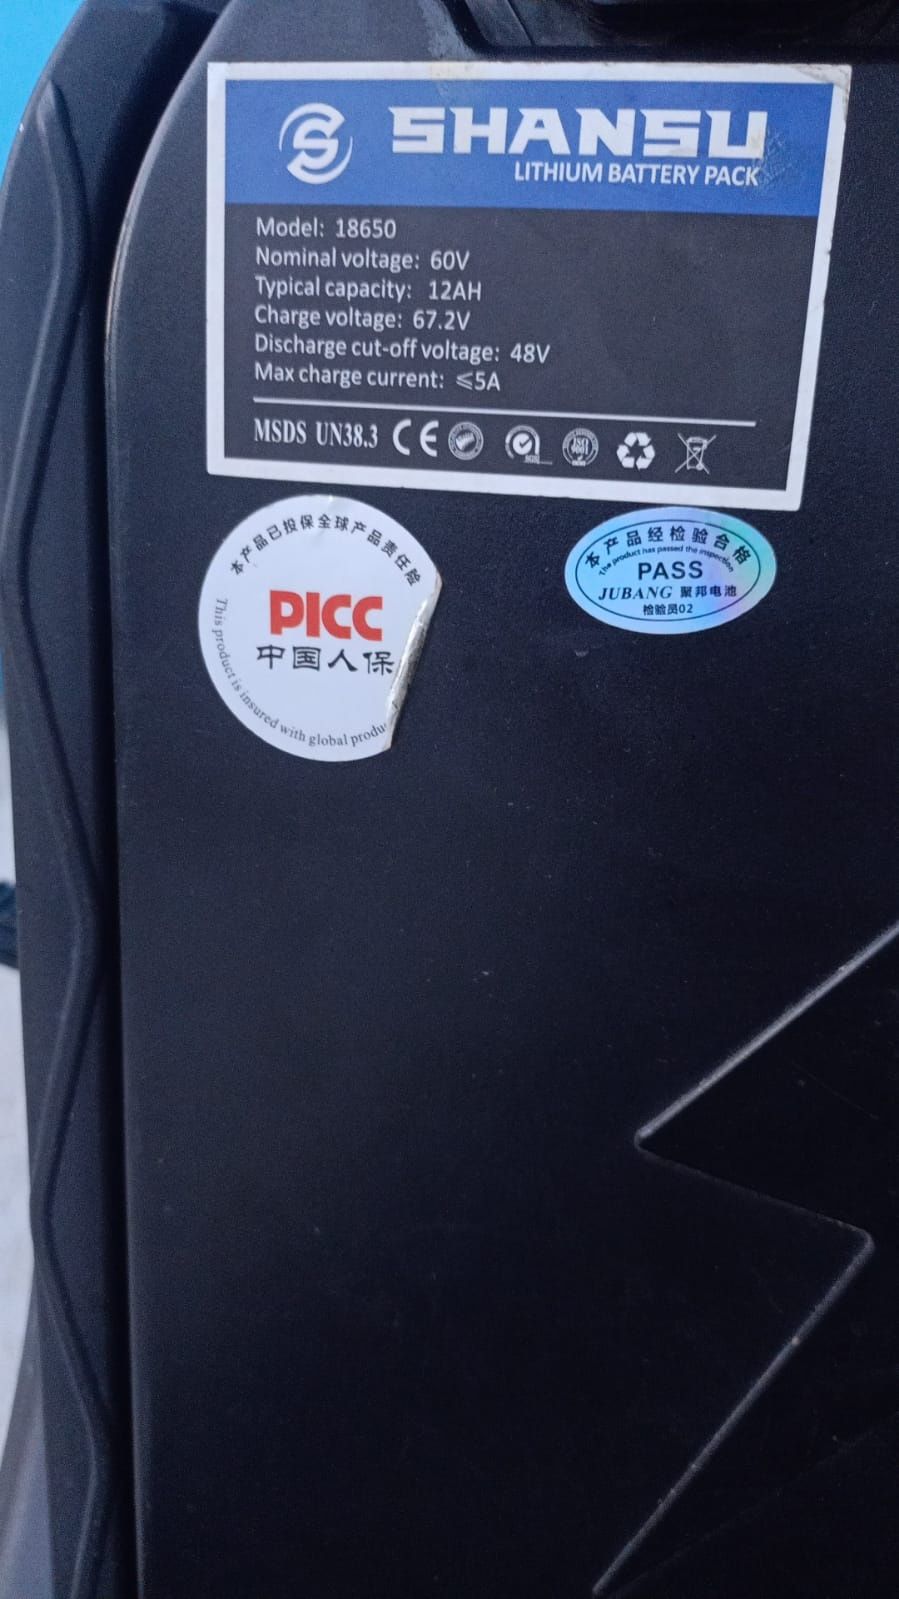 SHANSU
LITHIUM BATTERY PACK
Model: 18650
Nominal voltage: 60V
Typical capacity: 12AH
Charge voltage: 67.2V
Discharge cut-off voltage: 48V
Max charge current: ≤5A
MSDS UN38.3 CE
SGS
ISO
9001
本产品已投保全球产品责任险
PICC
中国人保
This product is insured with global produ
本产品经检验合格
The product has passed the inspection
PASS
JUBANG 聚邦电池
检验员02